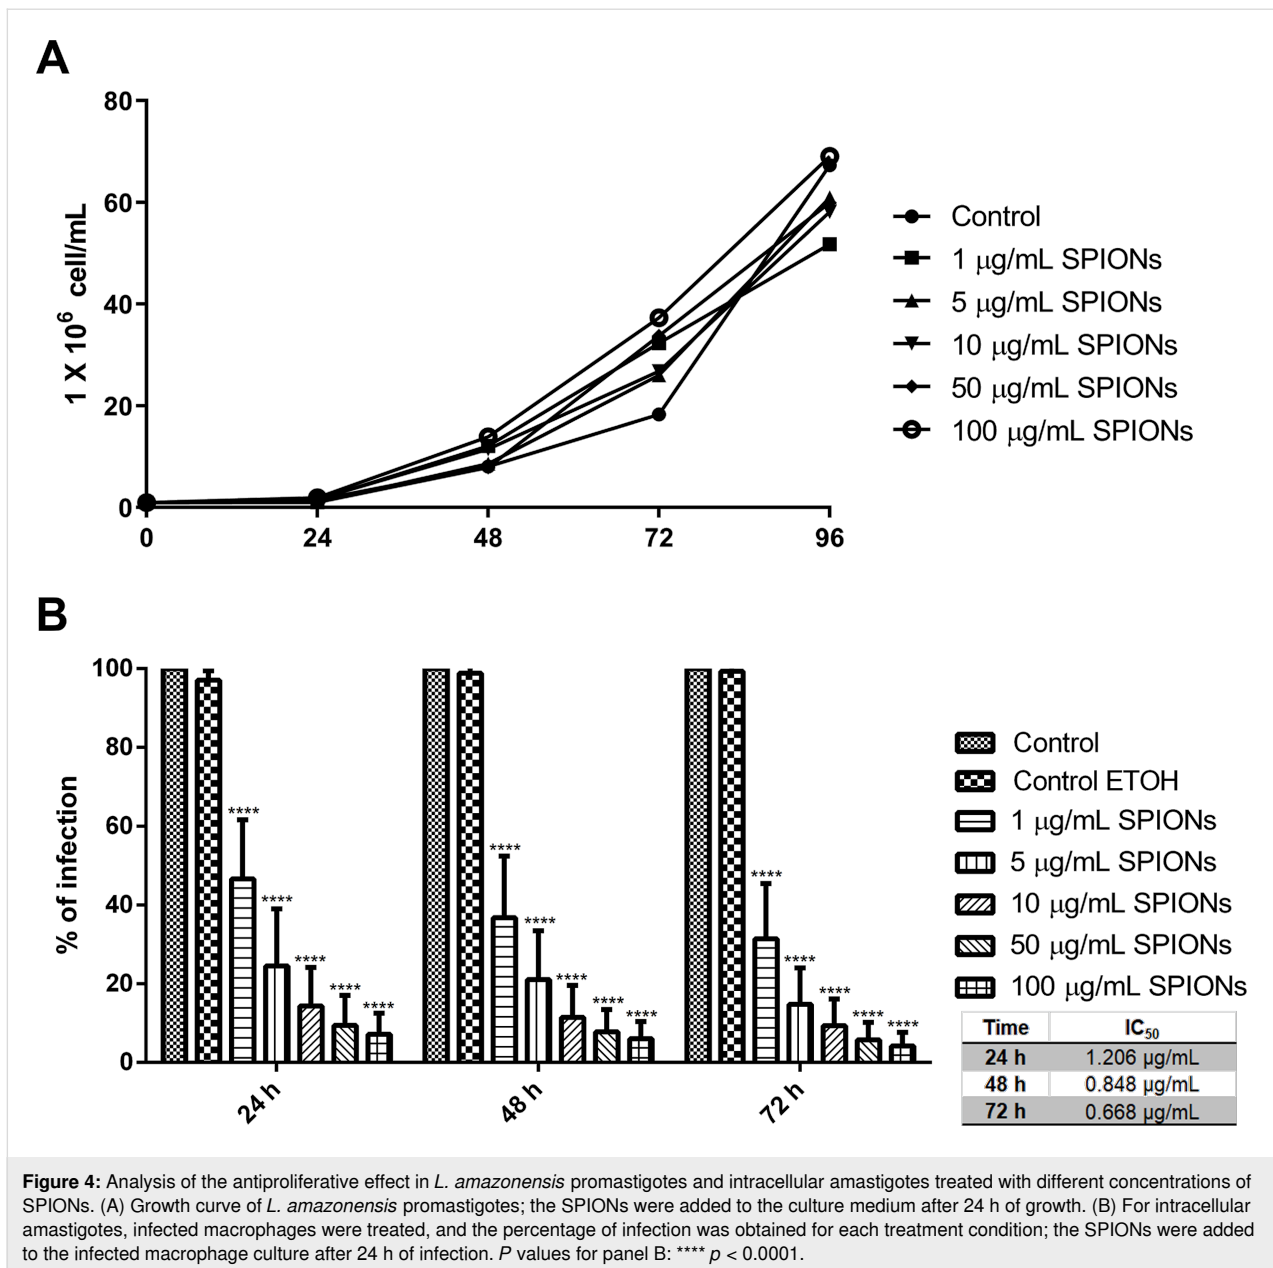 A
80
60
40
20
0
1 X 10⁶ cell/mL
0 24 48 72 96
Control
1 µg/mL SPIONs
5 µg/mL SPIONs
10 µg/mL SPIONs
50 µg/mL SPIONs
100 µg/mL SPIONs
B
100
80
60
40
20
0
% of infection
**** **** **** **** ****
**** **** **** **** ****
**** **** **** **** ****
24 h 48 h 72 h
Control
Control ETOH
1 µg/mL SPIONs
5 µg/mL SPIONs
10 µg/mL SPIONs
50 µg/mL SPIONs
100 µg/mL SPIONs
Time IC₅₀
24 h 1.206 µg/mL
48 h 0.848 µg/mL
72 h 0.668 µg/mL
Figure 4: Analysis of the antiproliferative effect in L. amazonensis promastigotes and intracellular amastigotes treated with different concentrations of
SPIONs. (A) Growth curve of L. amazonensis promastigotes; the SPIONs were added to the culture medium after 24 h of growth. (B) For intracellular
amastigotes, infected macrophages were treated, and the percentage of infection was obtained for each treatment condition; the SPIONs were added
to the infected macrophage culture after 24 h of infection. P values for panel B: **** p < 0.0001.